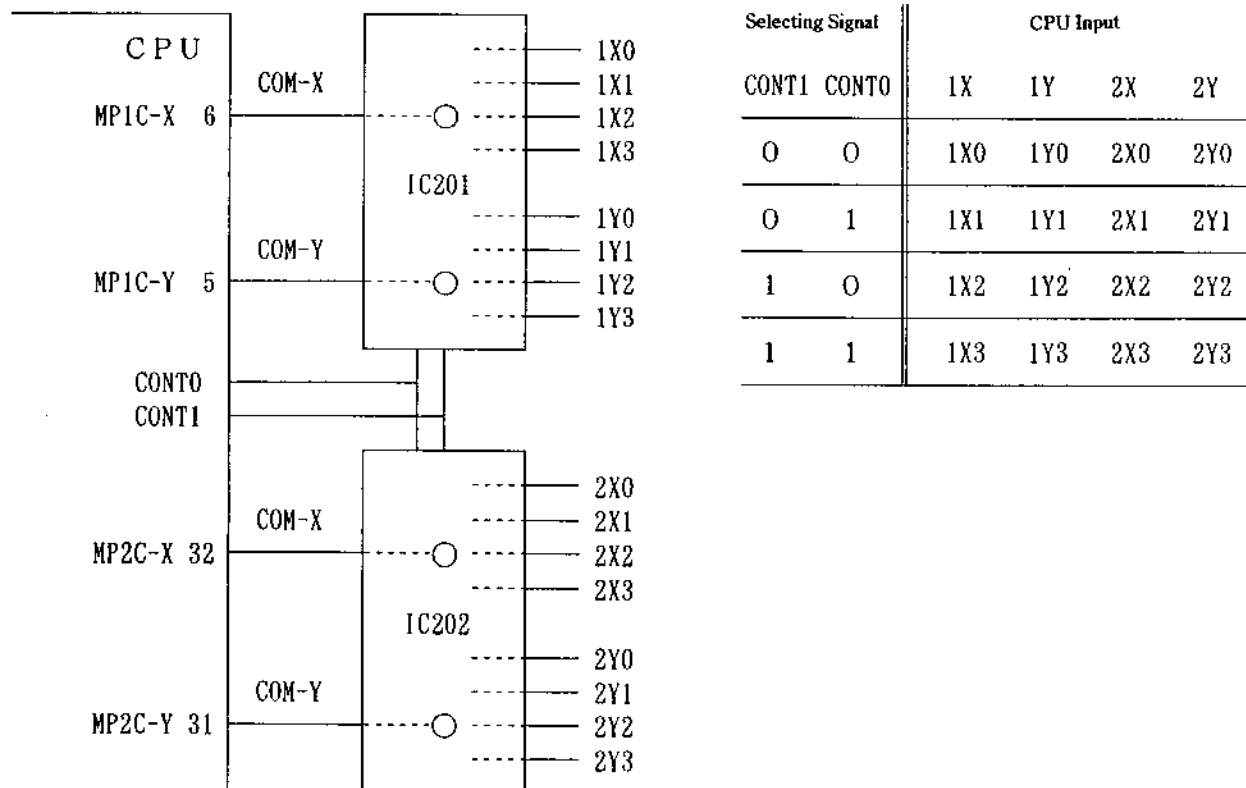 CPU
COM-X
MP1C-X 6
1X0
1X1
1X2
1X3
IC201
COM-Y
MP1C-Y 5
1Y0
1Y1
1Y2
1Y3
CONT0
CONT1
COM-X
MP2C-X 32
2X0
2X1
2X2
2X3
IC202
COM-Y
MP2C-Y 31
2Y0
2Y1
2Y2
2Y3
Selecting Signal CPU Input
CONT1 CONT0 1X 1Y 2X 2Y
0 0 1X0 1Y0 2X0 2Y0
0 1 1X1 1Y1 2X1 2Y1
1 0 1X2 1Y2 2X2 2Y2
1 1 1X3 1Y3 2X3 2Y3